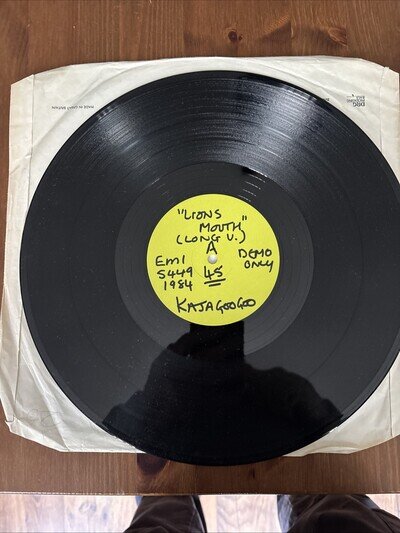 "LIONS
MOUTH"
(LONG V.)
A
EMI DEMO
5449 45 ONLY
1984
KAJAGOOGOO
MADE IN GREAT BRITAIN